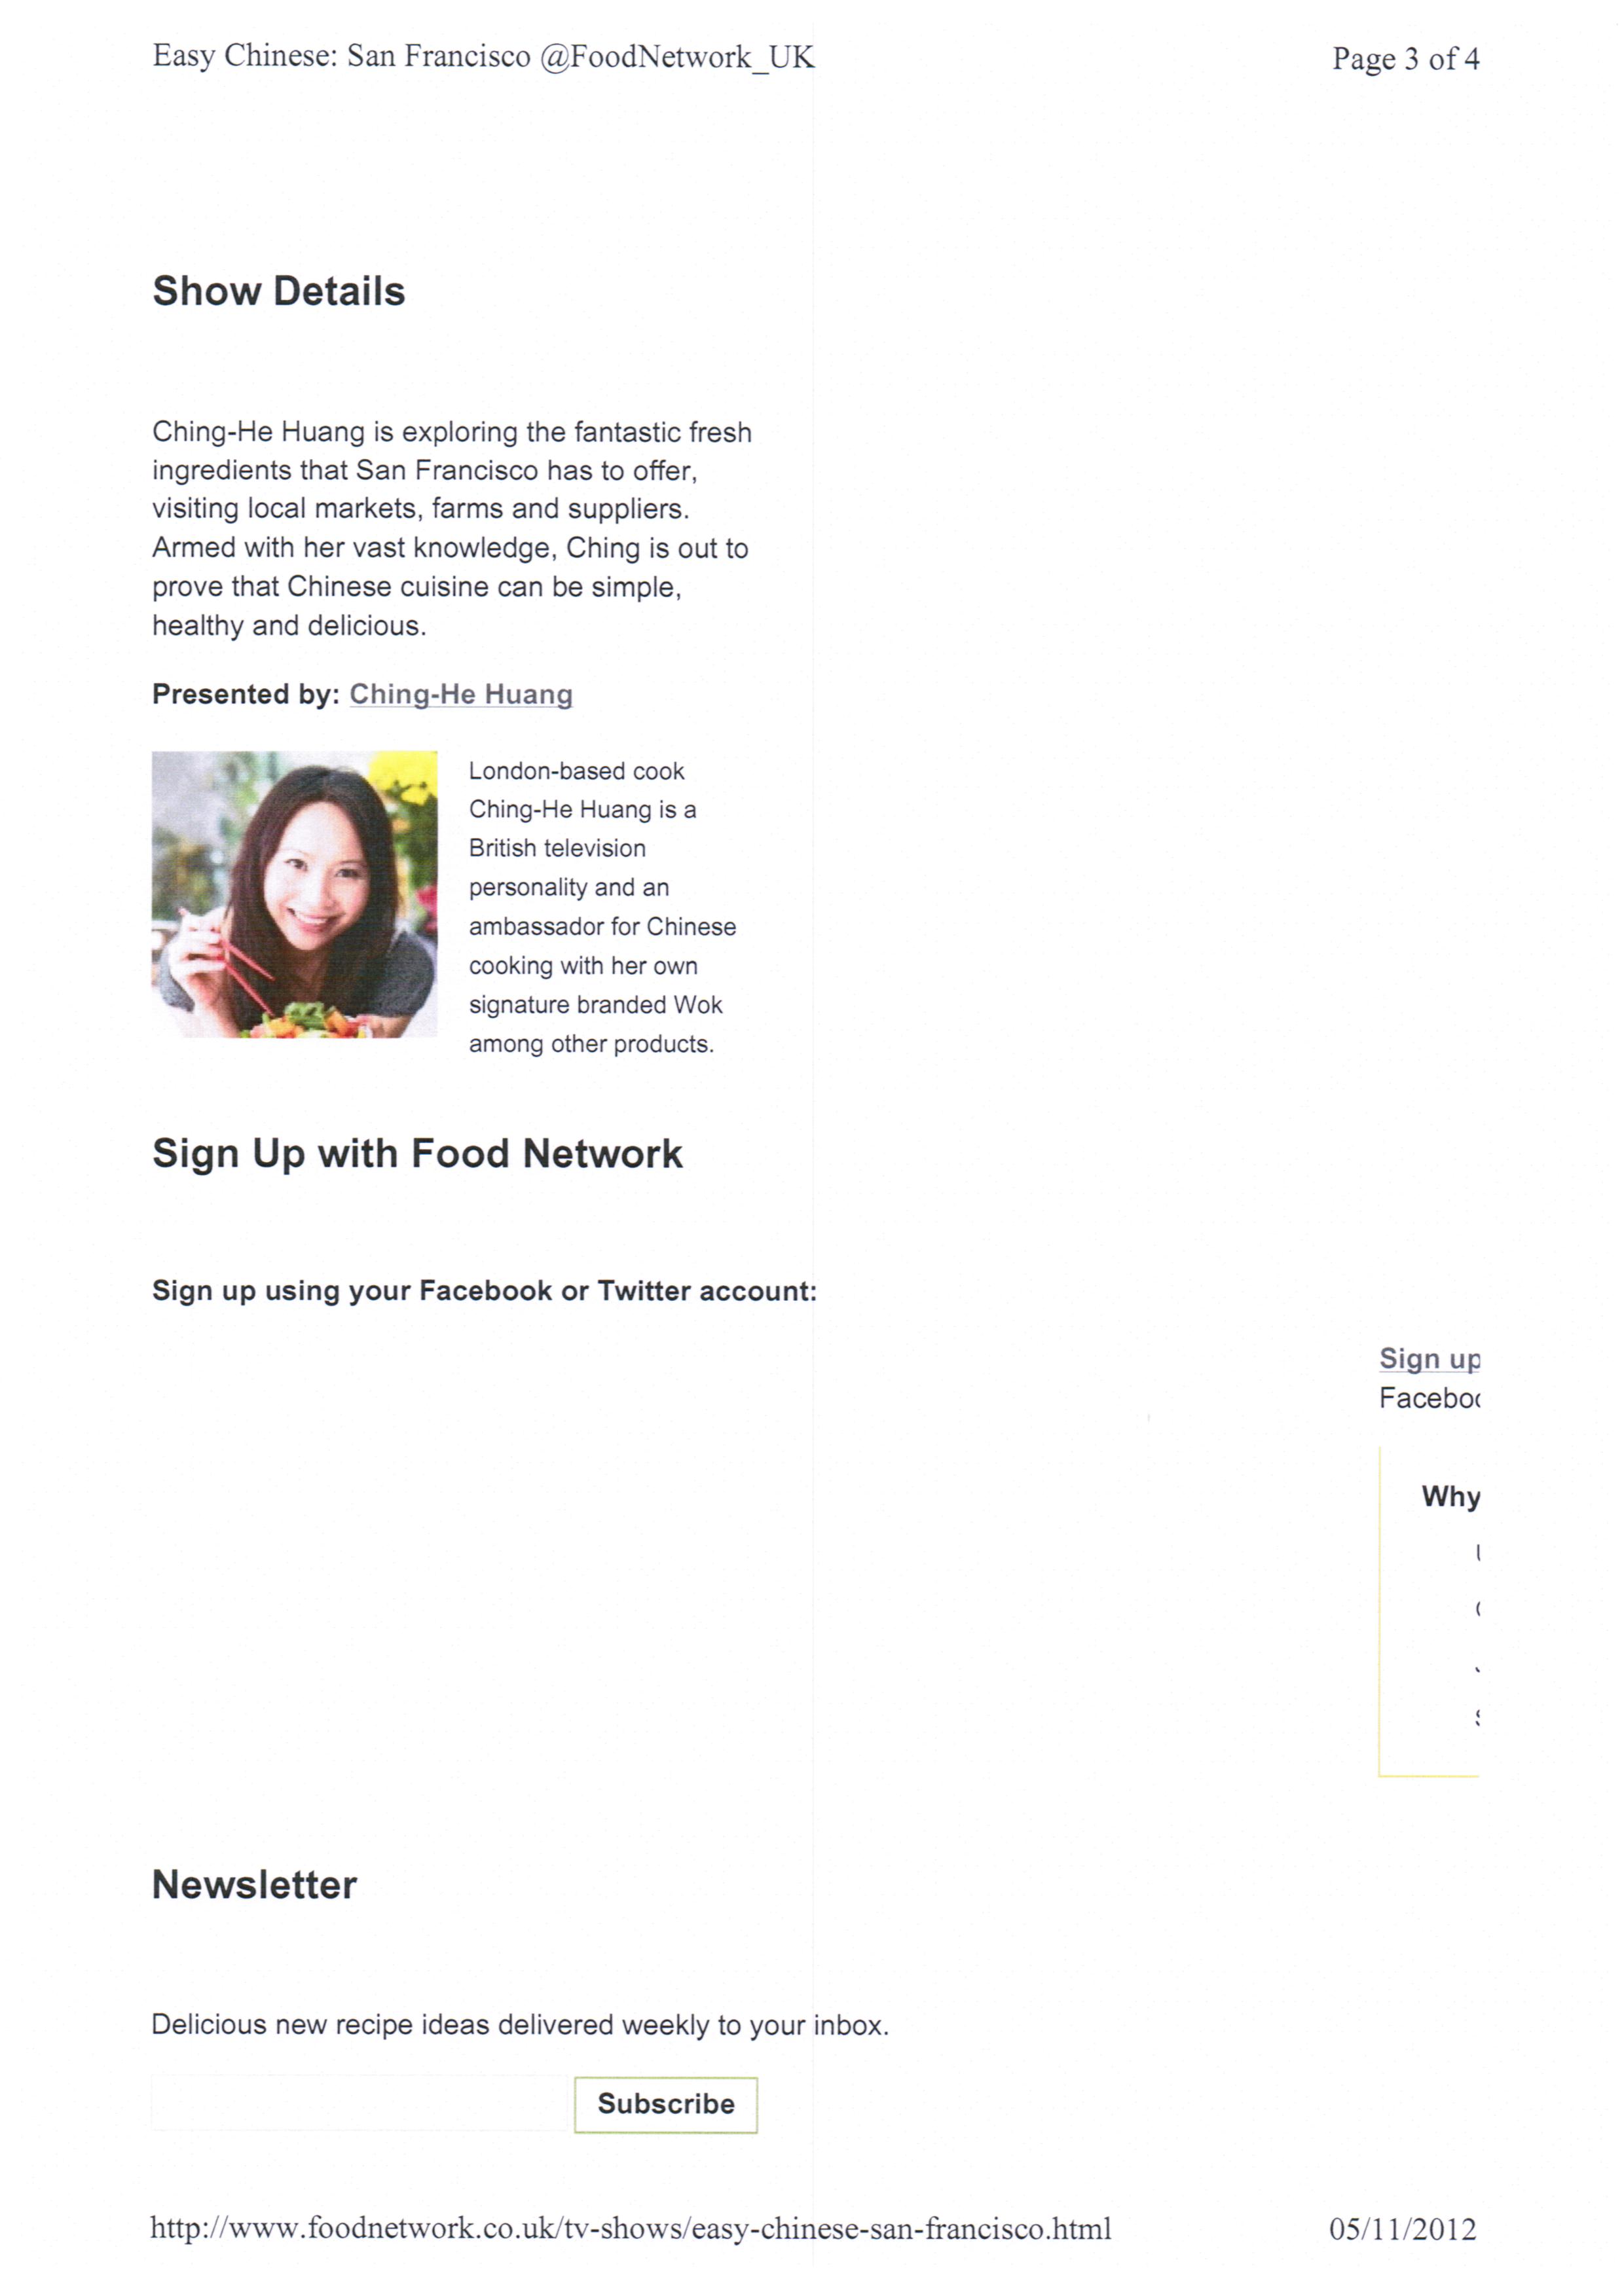 Easy Chinese: San Francisco @FoodNetwork_UK
Page 3 of 4
Show Details
Ching-He Huang is exploring the fantastic fresh
ingredients that San Francisco has to offer,
visiting local markets, farms and suppliers.
Armed with her vast knowledge, Ching is out to
prove that Chinese cuisine can be simple,
healthy and delicious.
Presented by: Ching-He Huang
London-based cook
Ching-He Huang is a
British television
personality and an
ambassador for Chinese
cooking with her own
signature branded Wok
among other products.
Sign Up with Food Network
Sign up using your Facebook or Twitter account:
Sign up
Why
Newsletter
Delicious new recipe ideas delivered weekly to your inbox.
Subscribe
http://www.foodnetwork.co.uk/tv-shows/easy-chinese-san-francisco.html
05/11/2012